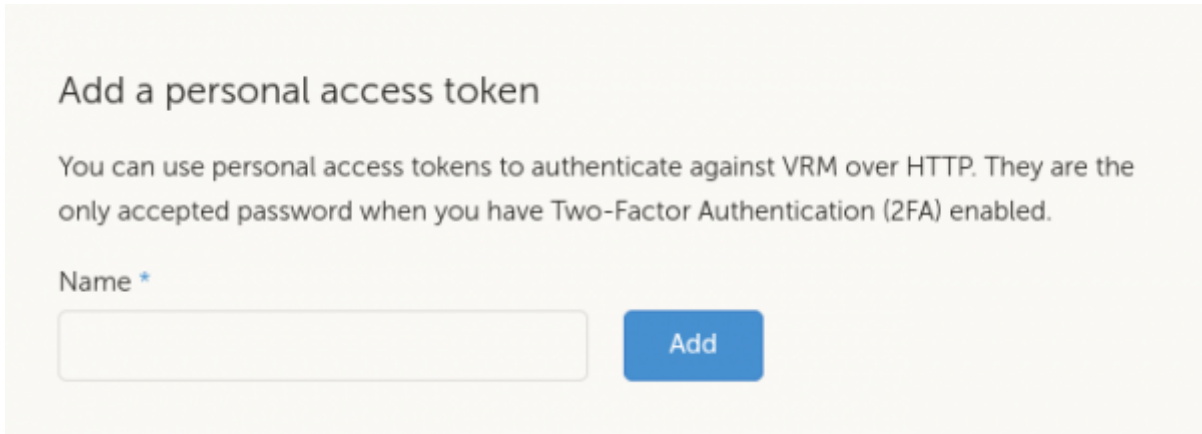 Add a personal access token
You can use personal access tokens to authenticate against VRM over HTTP. They are the
only accepted password when you have Two-Factor Authentication (2FA) enabled.
Name *
Add